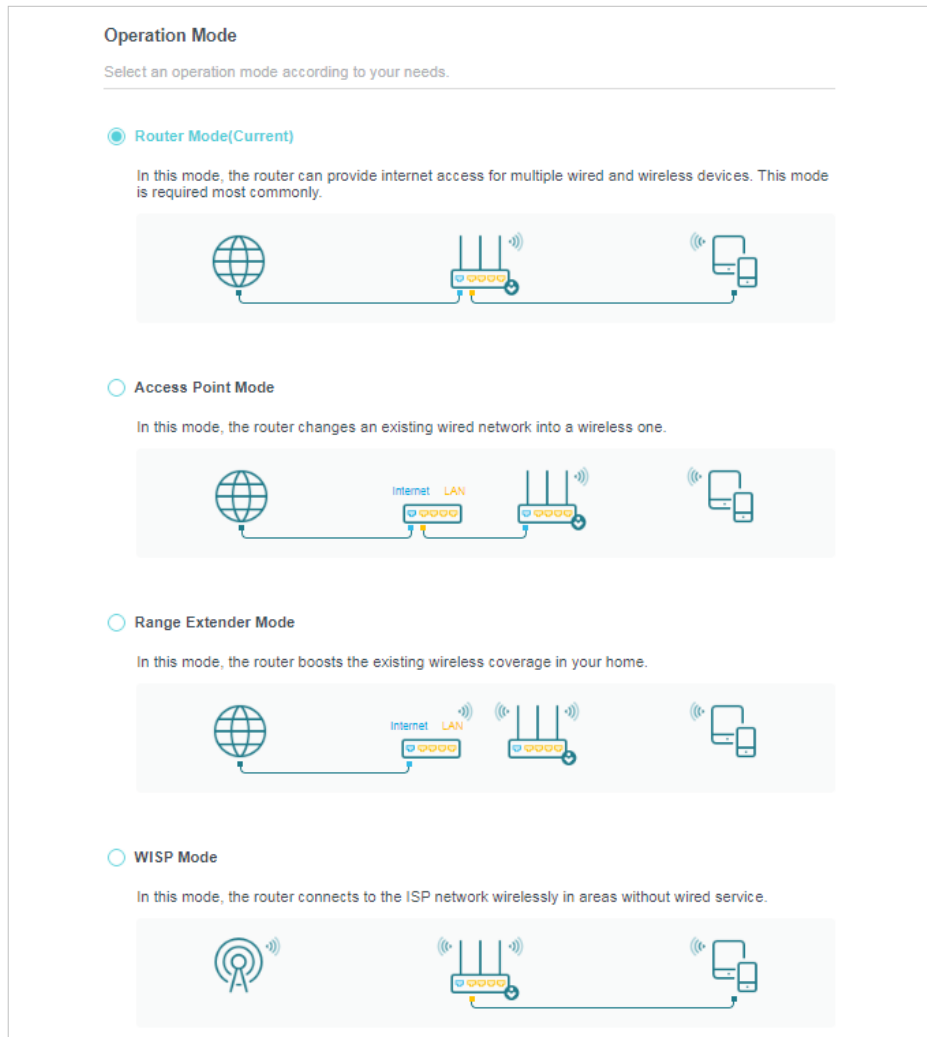 Operation Mode
Select an operation mode according to your needs.
Router Mode(Current)
In this mode, the router can provide internet access for multiple wired and wireless devices. This mode
is required most commonly.
Access Point Mode
In this mode, the router changes an existing wired network into a wireless one.
Internet LAN
Range Extender Mode
In this mode, the router boosts the existing wireless coverage in your home.
Internet LAN
WISP Mode
In this mode, the router connects to the ISP network wirelessly in areas without wired service.